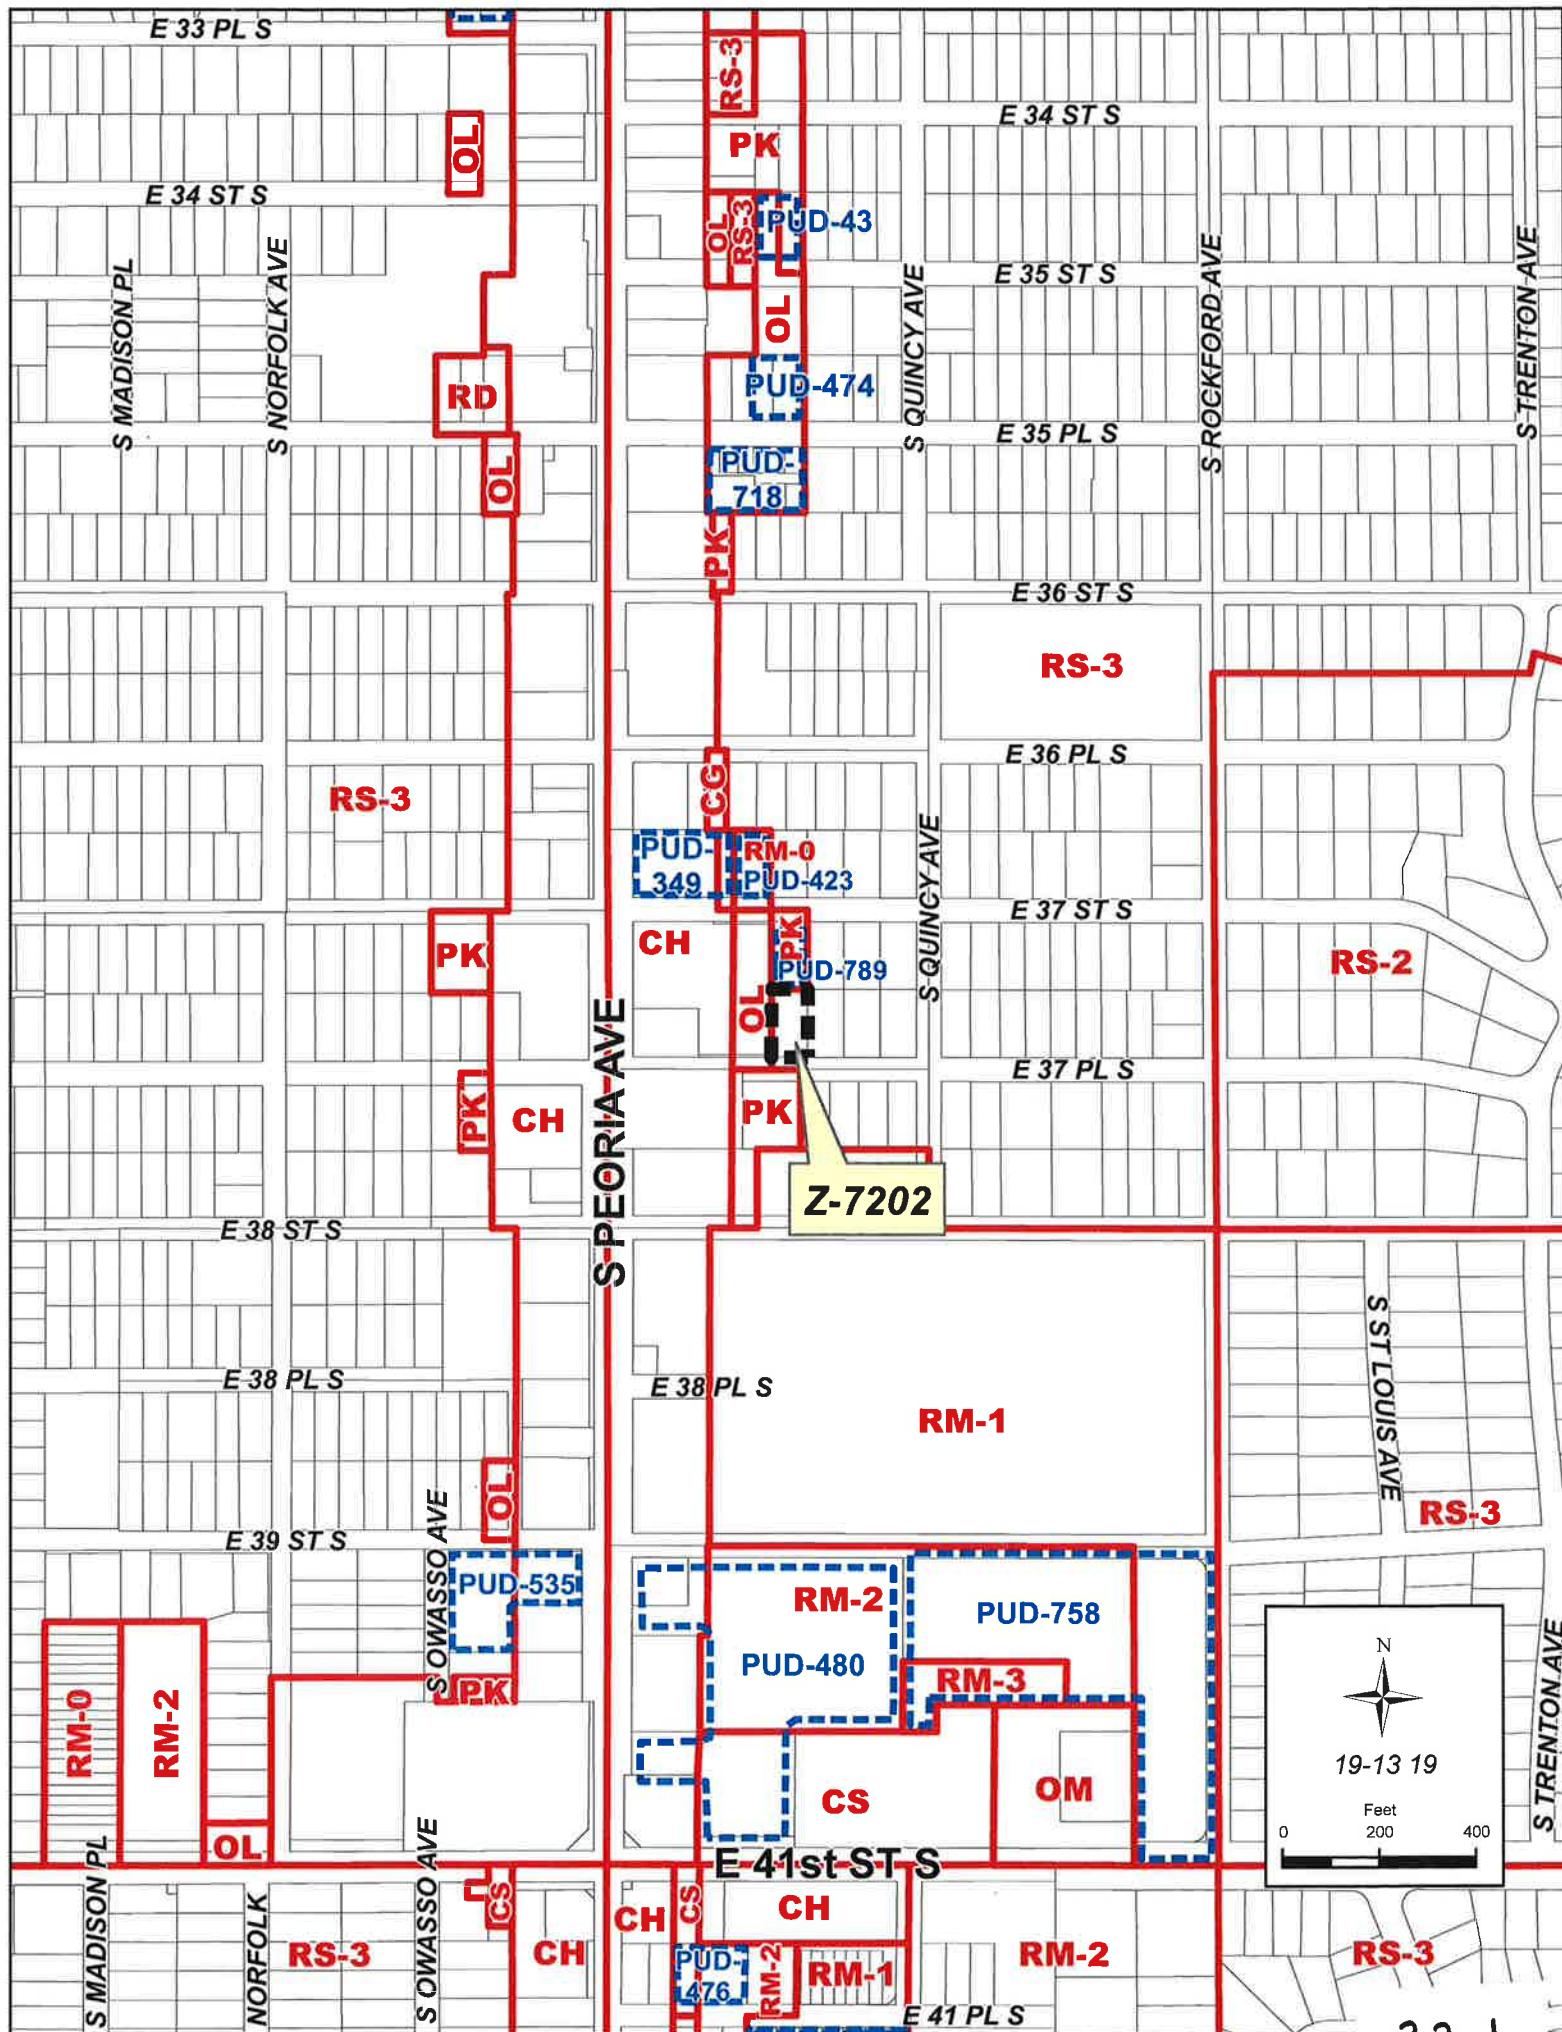 E 33 PL S
RS-3
E 34 ST S
OL
PK
E 34 ST S
OL
RS-3
PUD-43
S MADISON PL
S NORFOLK AVE
S QUINCY AVE
E 35 ST S
S ROCKFORD AVE
S TRENTON AVE
OL
RD
PUD-474
E 35 PL S
OL
PUD-
718
PK
E 36 ST S
RS-3
E 36 PL S
CG
RS-3
PUD-
349
RM-0
PUD-423
S QUINCY AVE
E 37 ST S
PK
CH
PK
PUD-789
RS-2
OL
S PEORIA AVE
E 37 PL S
PK
CH
PK
Z-7202
E 38 ST S
S ST LOUIS AVE
E 38 PL S
E 38 PL S
RM-1
OL
S OWASSO AVE
RS-3
E 39 ST S
PUD-535
RM-2
PUD-758
PUD-480
RM-3
PK
RM-0
RM-2
N
19-13 19
Feet
0 200 400
S TRENTON AVE
CS
OM
OL
E 41st ST S
S MADISON PL
NORFOLK
S OWASSO AVE
CS
CH
CS
CH
RS-3
CH
PUD-
476
RM-2
RM-1
RM-2
RS-3
E 41 PL S